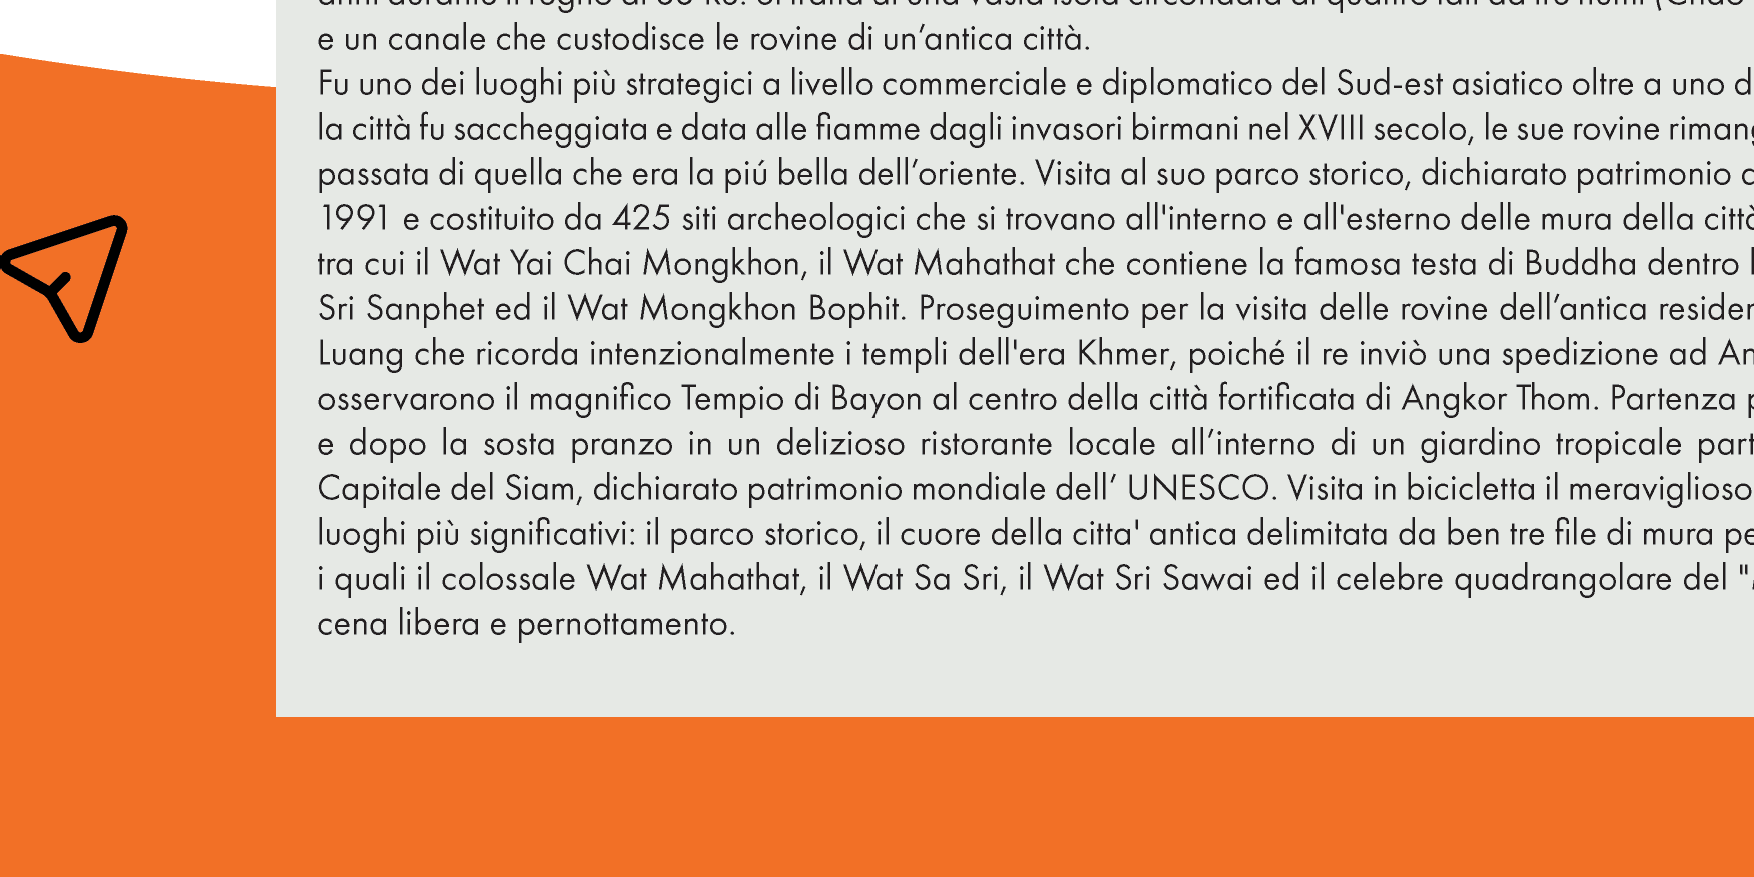 e un canale che custodisce le rovine di un’antica città.
Fu uno dei luoghi più strategici a livello commerciale e diplomatico del Sud-est asiatico oltre a uno
la città fu saccheggiata e data alle fiamme dagli invasori birmani nel XVIII secolo, le sue rovine
passata di quella che era la piú bella dell’oriente. Visita al suo parco storico, dichiarato patrimonio
1991 e costituito da 425 siti archeologici che si trovano all'interno e all'esterno delle mura della città
tra cui il Wat Yai Chai Mongkhon, il Wat Mahathat che contiene la famosa testa di Buddha dentro
Sri Sanphet ed il Wat Mongkhon Bophit. Proseguimento per la visita delle rovine dell’antica
Luang che ricorda intenzionalmente i templi dell'era Khmer, poiché il re inviò una spedizione ad
osservarono il magnifico Tempio di Bayon al centro della città fortificata di Angkor Thom. Partenza
e dopo la sosta pranzo in un delizioso ristorante locale all’interno di un giardino tropicale
Capitale del Siam, dichiarato patrimonio mondiale dell’ UNESCO. Visita in bicicletta il meraviglioso
luoghi più significativi: il parco storico, il cuore della citta' antica delimitata da ben tre file di mura
i quali il colossale Wat Mahathat, il Wat Sa Sri, il Wat Sri Sawai ed il celebre quadrangolare del
cena libera e pernottamento.